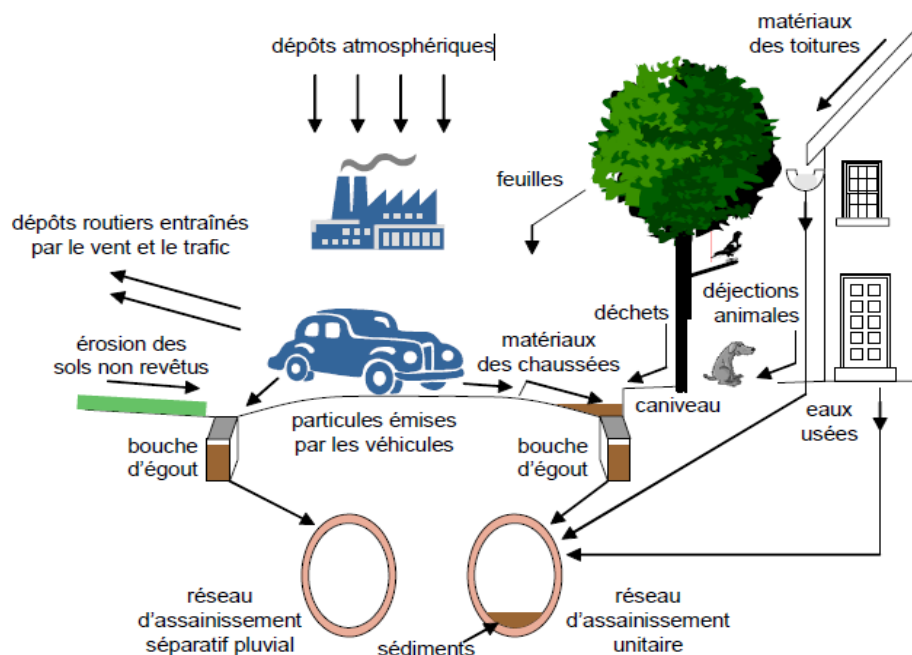 matériaux
des toitures
dépôts atmosphériques
feuilles
dépôts routiers entraînés
par le vent et le trafic
déchets
déjections
animales
érosion des
sols non revêtus
matériaux
des chaussées
caniveau
particules émises
par les véhicules
eaux
usées
bouche
d'égout
bouche
d'égout
réseau
d'assainissement
séparatif pluvial
sédiments
réseau
d'assainissement
unitaire